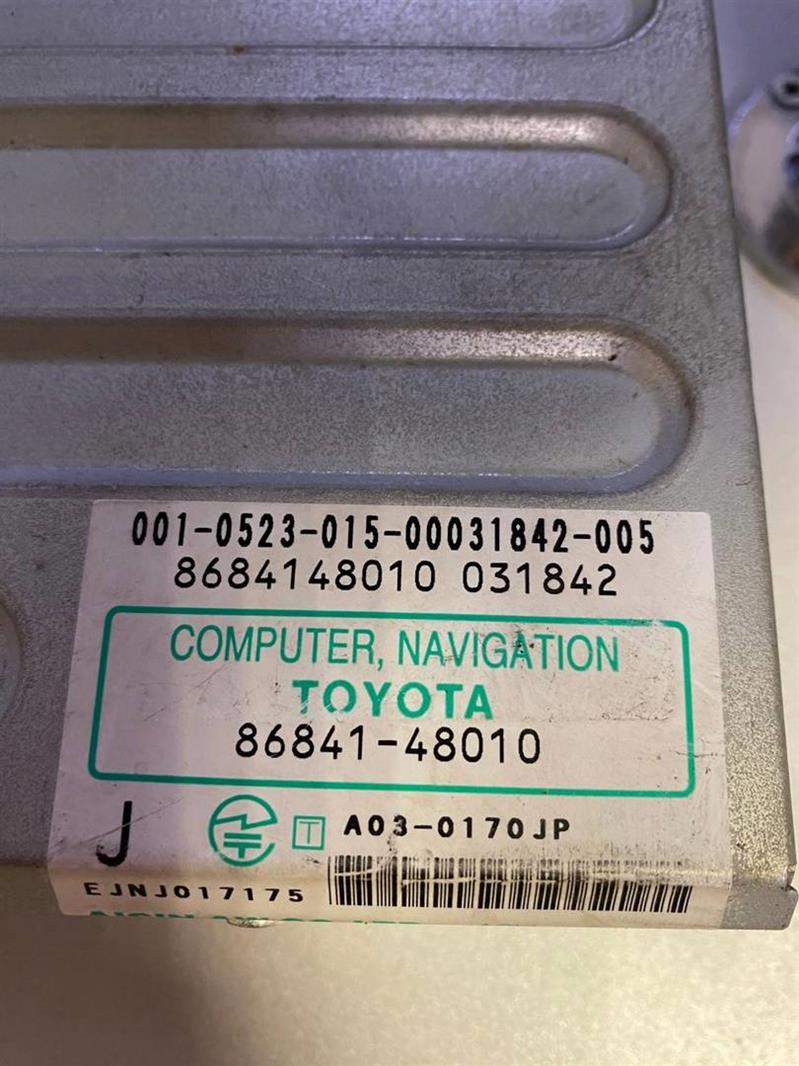 001-0523-015-00031842-005
8684148010 031842
COMPUTER, NAVIGATION
TOYOTA
86841-48010
J T A03-0170JP
EJNJ017175